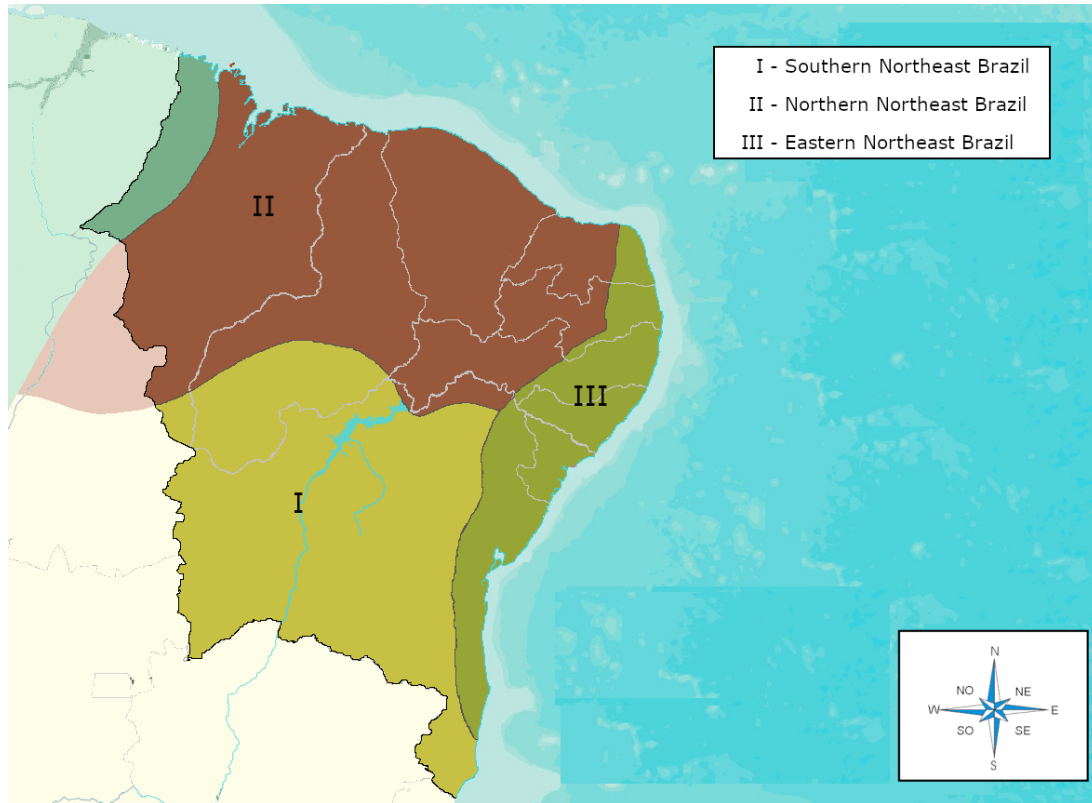 I - Southern Northeast Brazil
II - Northern Northeast Brazil
III - Eastern Northeast Brazil
II
III
I
N
NO NE
W E
SO SE
S